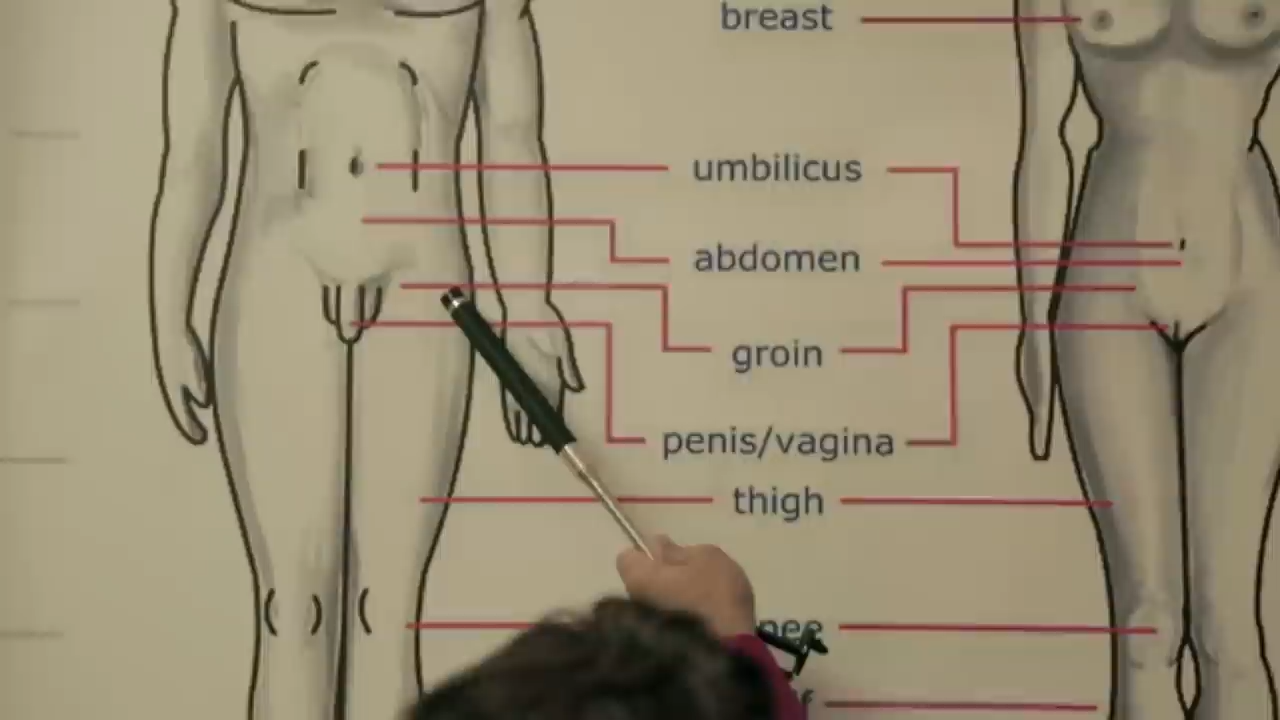 breast
umbilicus
abdomen
groin
penis/vagina
thigh